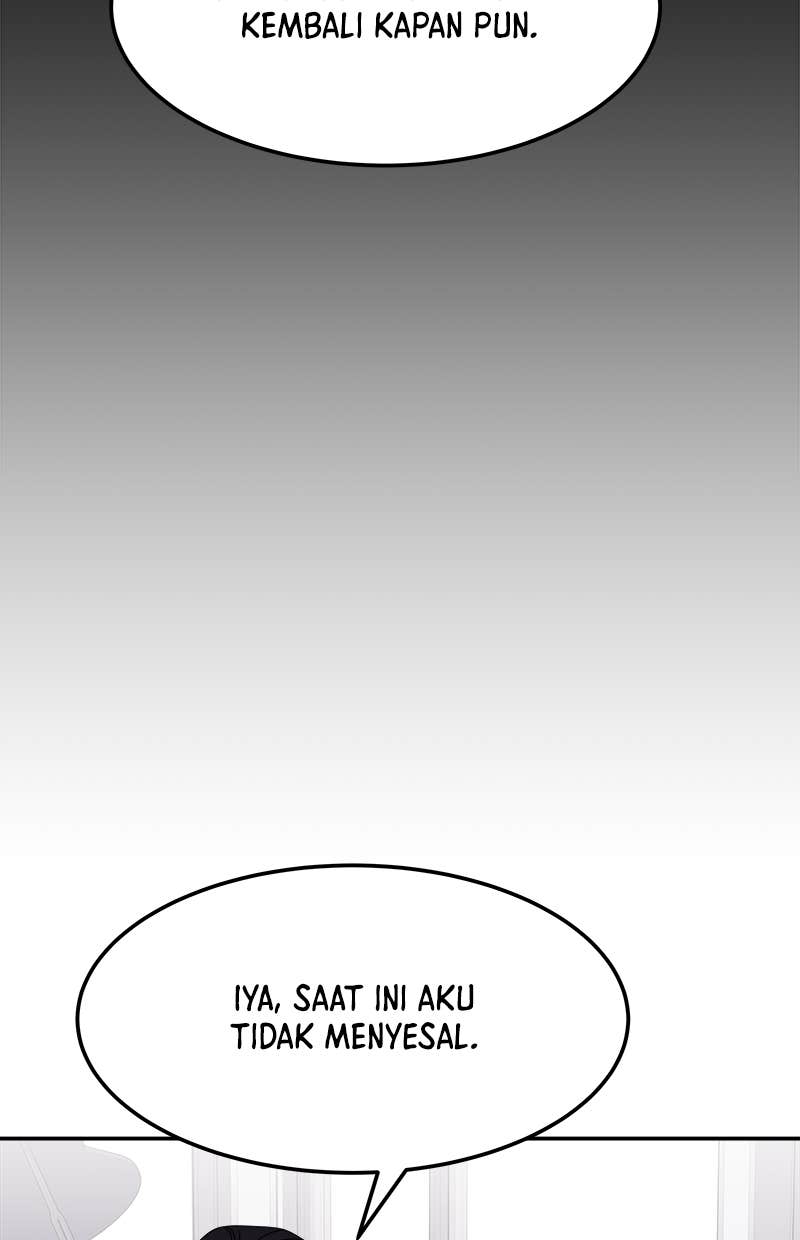 KEMBALI KAPAN PUN.
IYA, SAAT INI AKU
TIDAK MENYESAL.